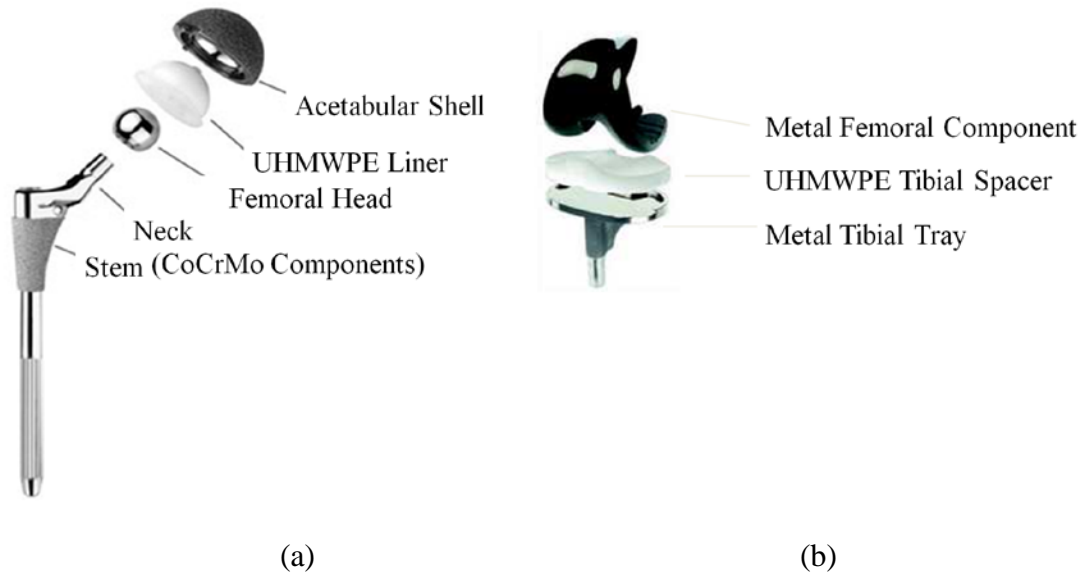 Acetabular Shell
UHMWPE Liner
Femoral Head
Neck
Stem (CoCrMo Components)
Metal Femoral Component
UHMWPE Tibial Spacer
Metal Tibial Tray
(a)
(b)